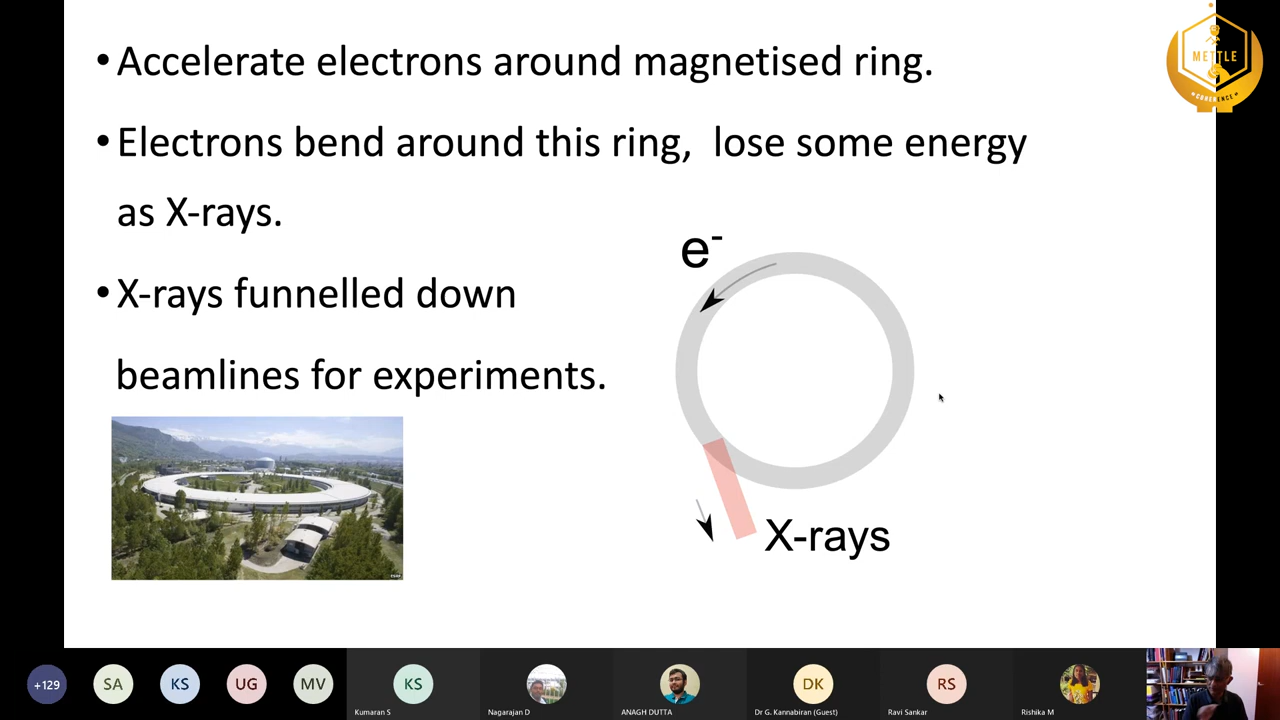 • Accelerate electrons around magnetised ring.
• Electrons bend around this ring, lose some energy
as X-rays.
• X-rays funnelled down
beamlines for experiments.
e-
X-rays
METTLE
COHERENCE
esrf
+129
SA
KS
UG
MV
KS
DK
RS
Kumaran S
Nagarajan D
ANAGH DUTTA
Dr G. Kannabiran (Guest)
Ravi Sankar
Rishika M